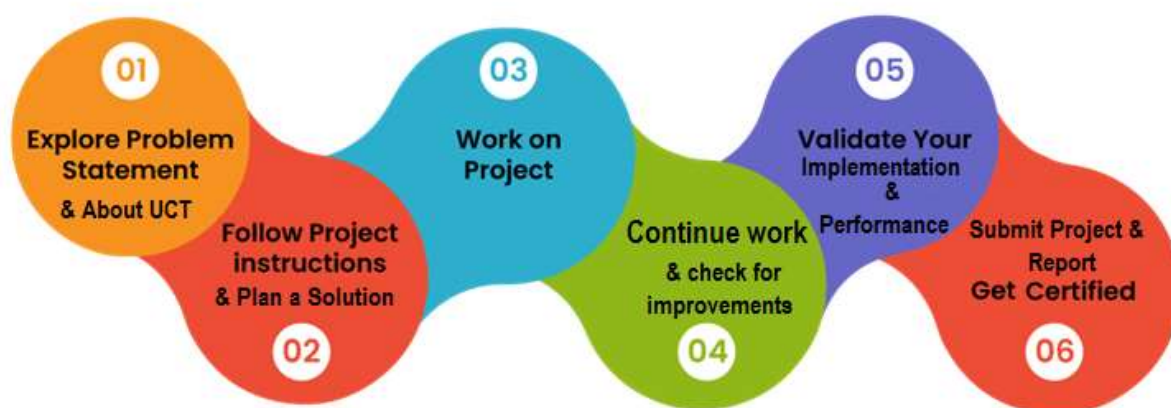 01
Explore Problem
Statement
& About UCT
Follow Project
instructions
& Plan a Solution
02
03
Work on
Project
Continue work
& check for
improvements
04
05
Validate Your
Implementation
&
Performance
Submit Project &
Report
Get Certified
06